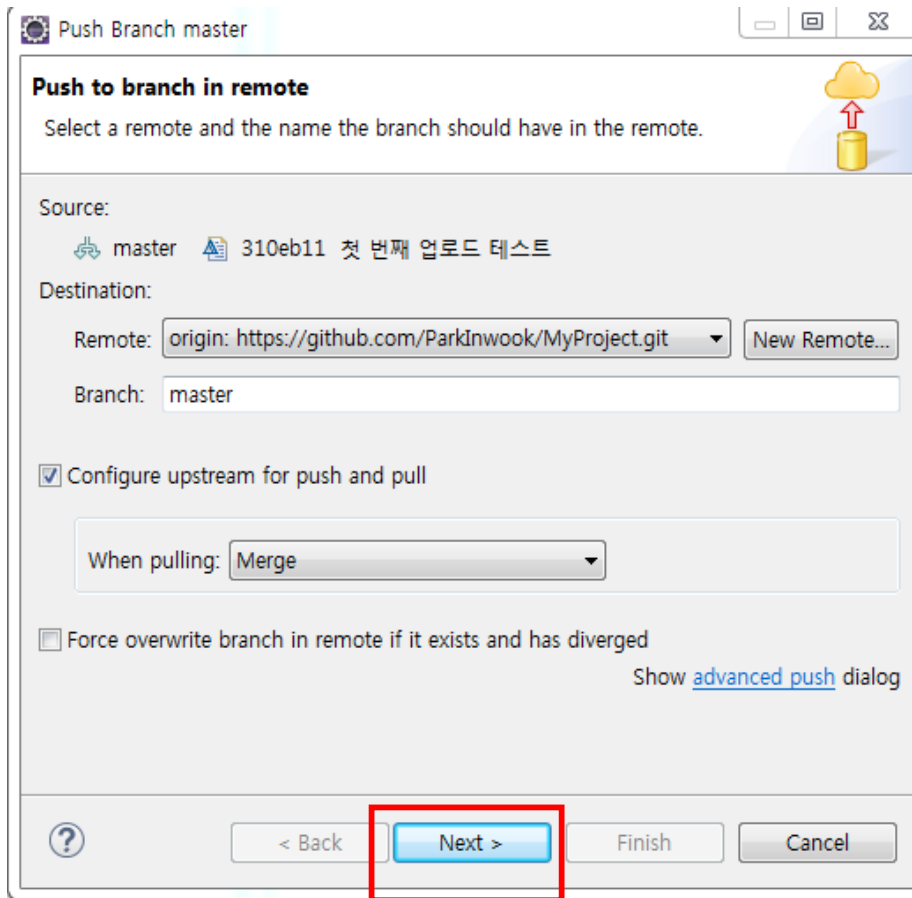 Push Branch master
Push to branch in remote
Select a remote and the name the branch should have in the remote.
Source:
master 310eb11 첫 번째 업로드 테스트
Destination:
Remote: origin: https://github.com/ParkInwook/MyProject.git New Remote...
Branch: master
Configure upstream for push and pull
When pulling: Merge
Force overwrite branch in remote if it exists and has diverged
Show advanced push dialog
? < Back Next > Finish Cancel